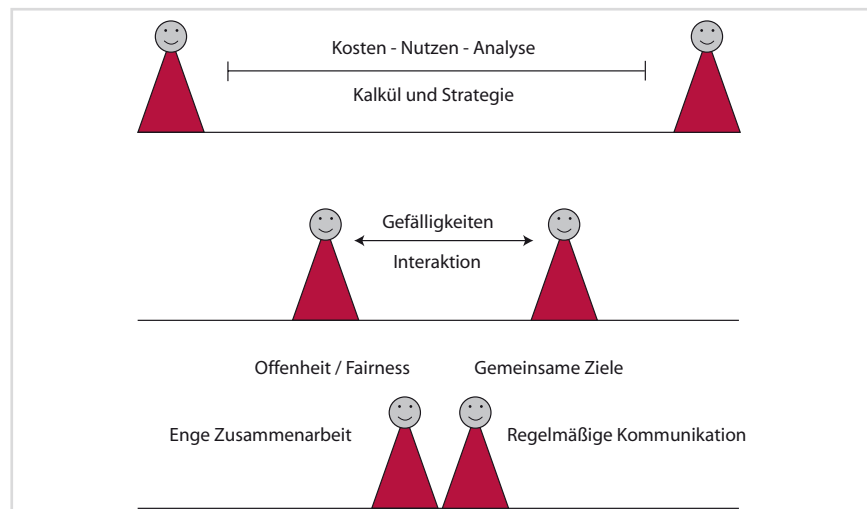 Kosten - Nutzen - Analyse
Kalkül und Strategie
Gefälligkeiten
Interaktion
Offenheit / Fairness
Gemeinsame Ziele
Enge Zusammenarbeit
Regelmäßige Kommunikation